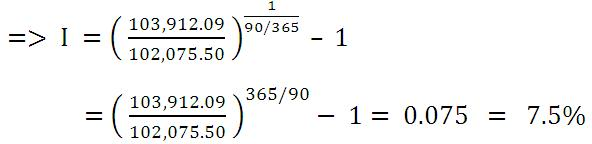 => I = ( 103,912.09 / 102,075.50 )^(1 / (90/365)) – 1
= ( 103,912.09 / 102,075.50 )^(365/90) – 1 = 0.075 = 7.5%